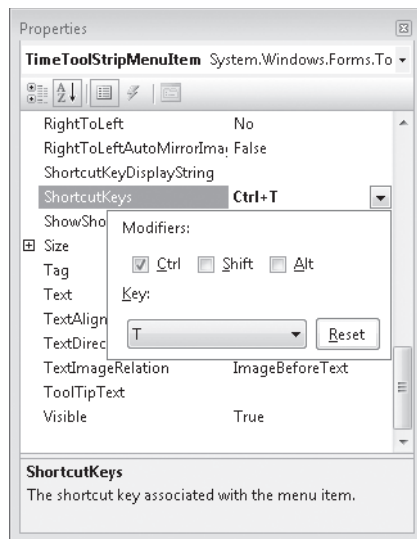 Properties
TimeToolStripMenuItem System.Windows.Forms.To
RightToLeft No
RightToLeftAutoMirrorIma False
ShortcutKeyDisplayString
ShortcutKeys Ctrl+T
ShowSho
Modifiers:
Size
Ctrl Shift Alt
Tag
Text
Key:
TextAlign
T Reset
TextDirec
TextImageRelation ImageBeforeText
ToolTipText
Visible True
ShortcutKeys
The shortcut key associated with the menu item.